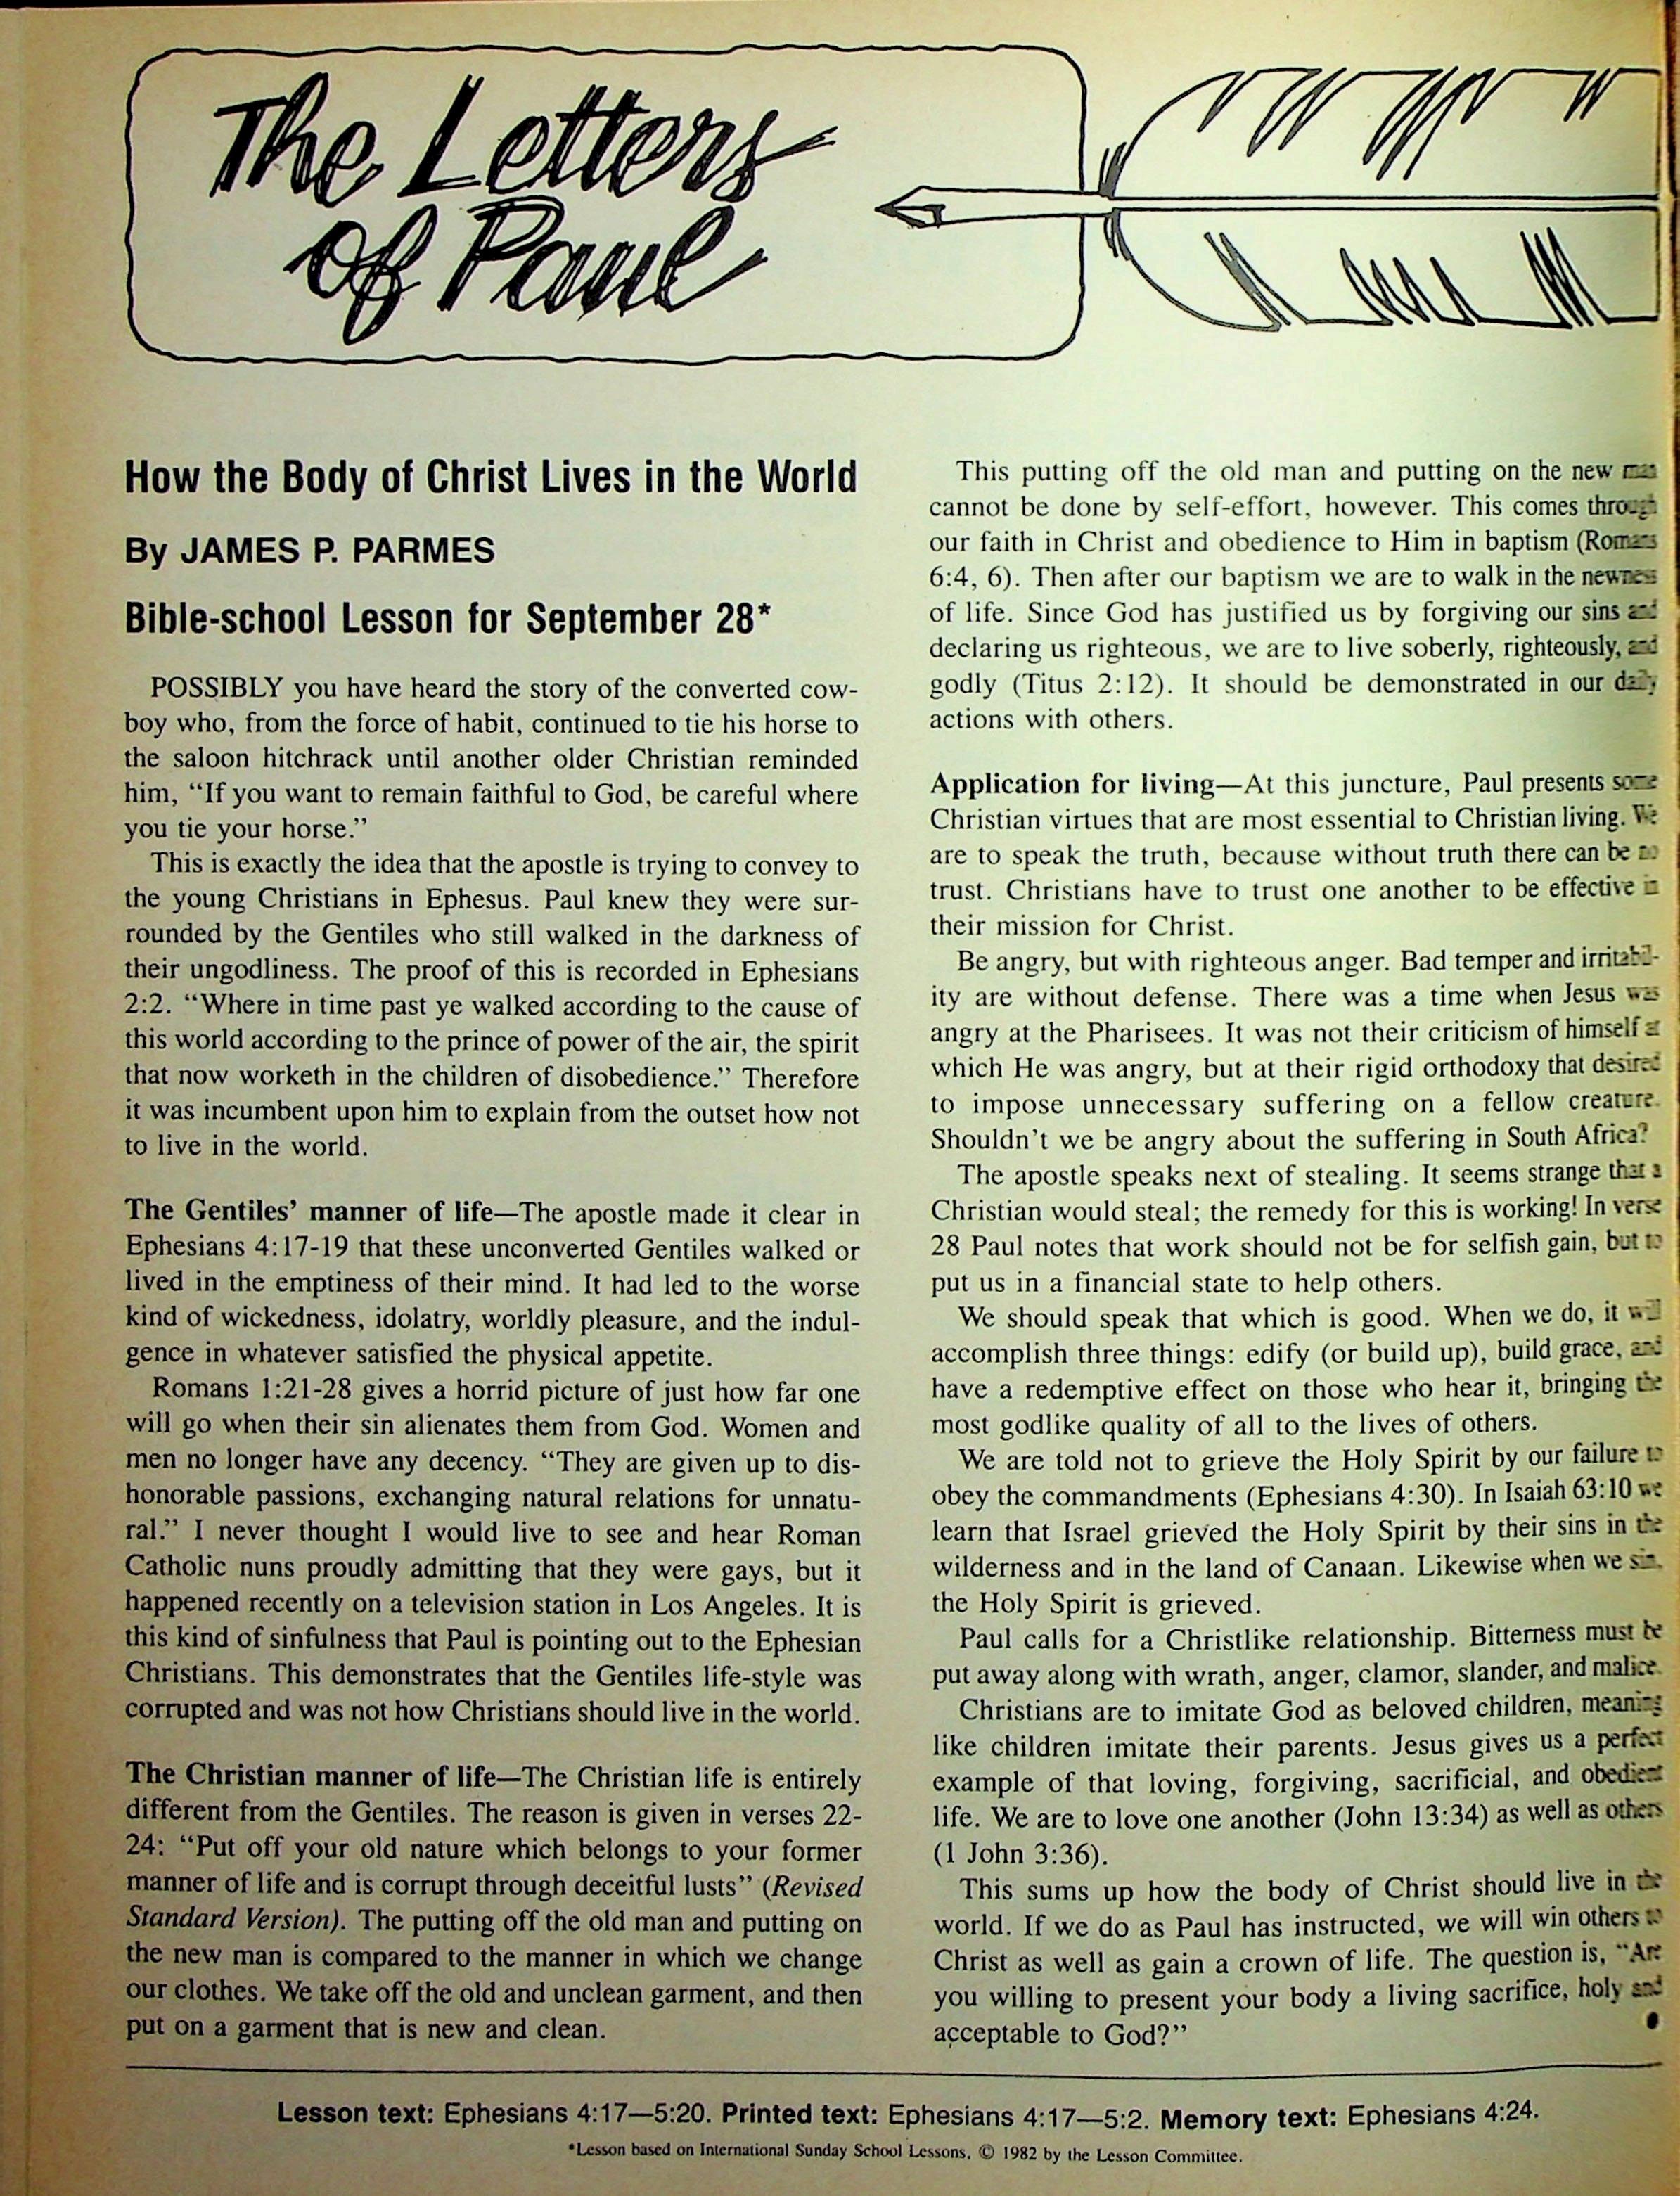 The Letters
of Paul
How the Body of Christ Lives in the World
By JAMES P. PARMES
Bible-school Lesson for September 28*
POSSIBLY you have heard the story of the converted cow-
boy who, from the force of habit, continued to tie his horse to
the saloon hitchrack until another older Christian reminded
him, “If you want to remain faithful to God, be careful where
you tie your horse.”
This is exactly the idea that the apostle is trying to convey to
the young Christians in Ephesus. Paul knew they were sur-
rounded by the Gentiles who still walked in the darkness of
their ungodliness. The proof of this is recorded in Ephesians
2:2. “Where in time past ye walked according to the cause of
this world according to the prince of power of the air, the spirit
that now worketh in the children of disobedience.” Therefore
it was incumbent upon him to explain from the outset how not
to live in the world.
The Gentiles’ manner of life—The apostle made it clear in
Ephesians 4:17-19 that these unconverted Gentiles walked or
lived in the emptiness of their mind. It had led to the worse
kind of wickedness, idolatry, worldly pleasure, and the indul-
gence in whatever satisfied the physical appetite.
Romans 1:21-28 gives a horrid picture of just how far one
will go when their sin alienates them from God. Women and
men no longer have any decency. “They are given up to dis-
honorable passions, exchanging natural relations for unnatu-
ral.” I never thought I would live to see and hear Roman
Catholic nuns proudly admitting that they were gays, but it
happened recently on a television station in Los Angeles. It is
this kind of sinfulness that Paul is pointing out to the Ephesian
Christians. This demonstrates that the Gentiles life-style was
corrupted and was not how Christians should live in the world.
The Christian manner of life—The Christian life is entirely
different from the Gentiles. The reason is given in verses 22-
24: “Put off your old nature which belongs to your former
manner of life and is corrupt through deceitful lusts” (Revised
Standard Version). The putting off the old man and putting on
the new man is compared to the manner in which we change
our clothes. We take off the old and unclean garment, and then
put on a garment that is new and clean.
This putting off the old man and putting on the new man
cannot be done by self-effort, however. This comes through
our faith in Christ and obedience to Him in baptism (Romans
6:4, 6). Then after our baptism we are to walk in the newness
of life. Since God has justified us by forgiving our sins and
declaring us righteous, we are to live soberly, righteously, and
godly (Titus 2:12). It should be demonstrated in our daily
actions with others.
Application for living—At this juncture, Paul presents some
Christian virtues that are most essential to Christian living. We
are to speak the truth, because without truth there can be no
trust. Christians have to trust one another to be effective in
their mission for Christ.
Be angry, but with righteous anger. Bad temper and irritabil-
ity are without defense. There was a time when Jesus was
angry at the Pharisees. It was not their criticism of himself at
which He was angry, but at their rigid orthodoxy that desired
to impose unnecessary suffering on a fellow creature.
Shouldn’t we be angry about the suffering in South Africa?
The apostle speaks next of stealing. It seems strange that a
Christian would steal; the remedy for this is working! In verse
28 Paul notes that work should not be for selfish gain, but to
put us in a financial state to help others.
We should speak that which is good. When we do, it will
accomplish three things: edify (or build up), build grace, and
have a redemptive effect on those who hear it, bringing the
most godlike quality of all to the lives of others.
We are told not to grieve the Holy Spirit by our failure to
obey the commandments (Ephesians 4:30). In Isaiah 63:10 we
learn that Israel grieved the Holy Spirit by their sins in the
wilderness and in the land of Canaan. Likewise when we sin,
the Holy Spirit is grieved.
Paul calls for a Christlike relationship. Bitterness must be
put away along with wrath, anger, clamor, slander, and malice.
Christians are to imitate God as beloved children, meaning
like children imitate their parents. Jesus gives us a perfect
example of that loving, forgiving, sacrificial, and obedient
life. We are to love one another (John 13:34) as well as others
(1 John 3:36).
This sums up how the body of Christ should live in the
world. If we do as Paul has instructed, we will win others to
Christ as well as gain a crown of life. The question is, “Are
you willing to present your body a living sacrifice, holy and
acceptable to God?”
Lesson text: Ephesians 4:17—5:20. Printed text: Ephesians 4:17—5:2. Memory text: Ephesians 4:24.
*Lesson based on International Sunday School Lessons, © 1982 by the Lesson Committee.